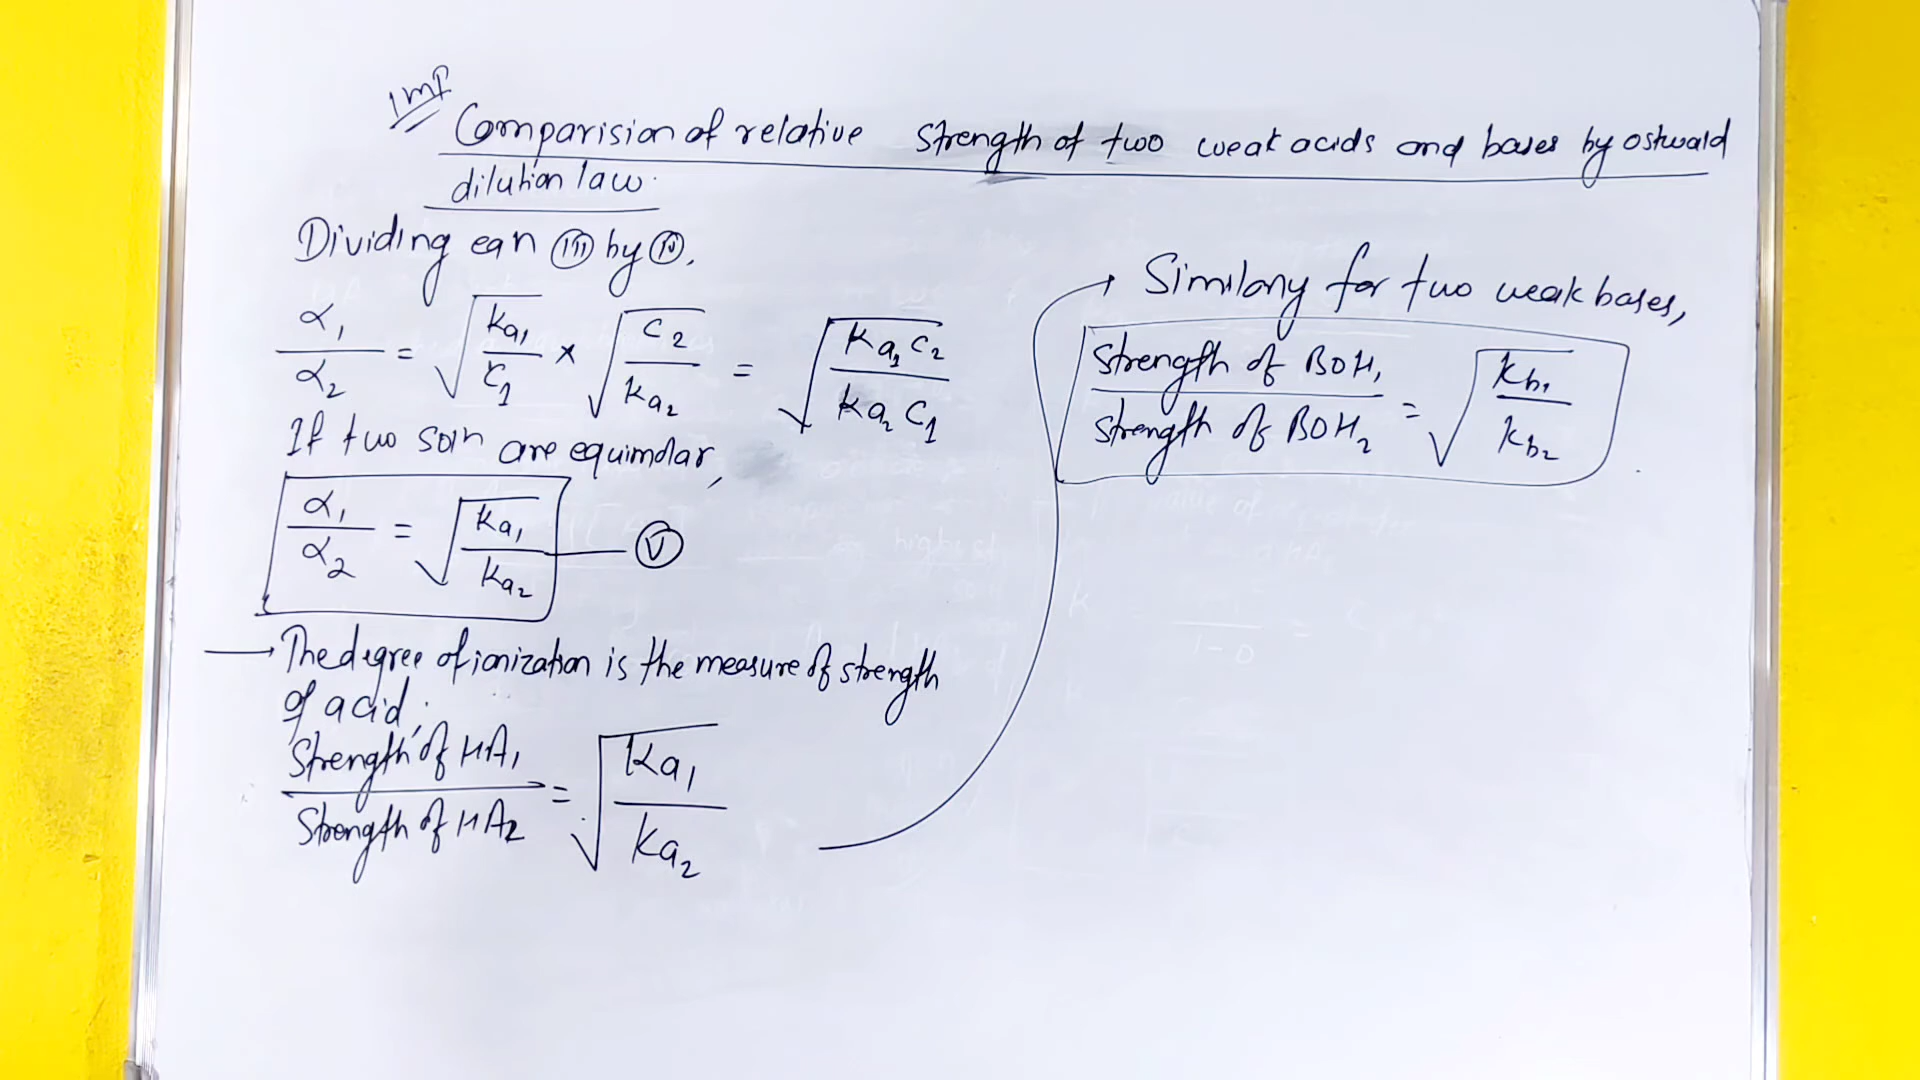 Imp
Comparision of relative strength of two weak acids and bases by ostwald
dilution law.
Dividing eqn (iii) by (iv),
α₁/α₂ = √(ka₁/C₁) × √(C₂/ka₂) = √(ka₁C₂/ka₂C₁)
If two soln are equimolar,
α₁/α₂ = √(ka₁/ka₂) — (v)
→ The degree of ionization is the measure of strength
of acid,
Strength of HA₁/Strength of HA₂ = √(ka₁/ka₂)
→ Similary for two weak bases,
Strength of BOH₁/Strength of BOH₂ = √(kb₁/kb₂)